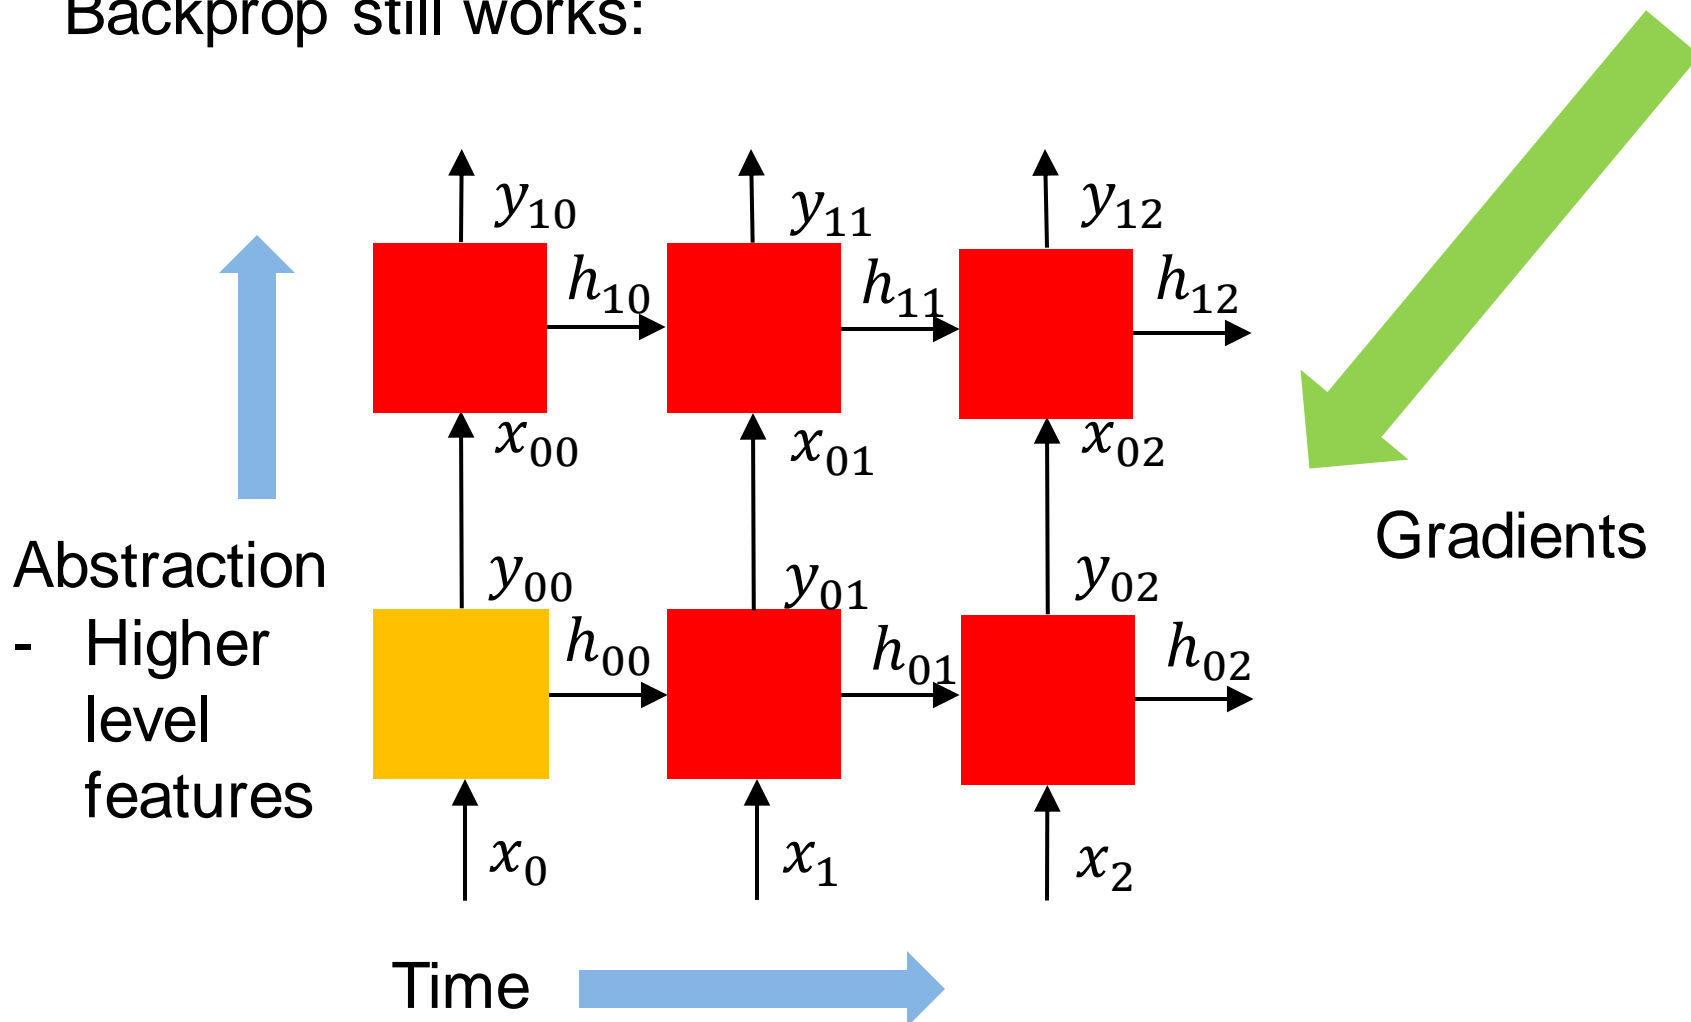 Backprop still works:
y₁₀ y₁₁ y₁₂
h₁₀ h₁₁ h₁₂
x₀₀ x₀₁ x₀₂
Gradients
Abstraction
- Higher
level
features
y₀₀ y₀₁ y₀₂
h₀₀ h₀₁ h₀₂
x₀ x₁ x₂
Time